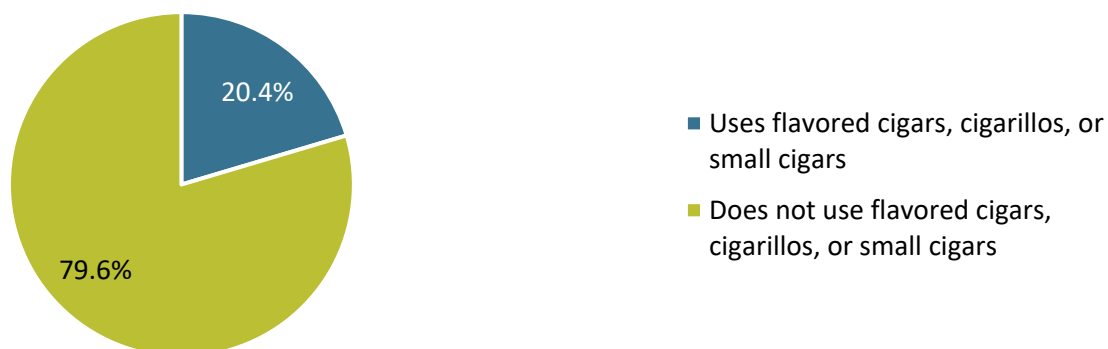 20.4%
79.6%
Uses flavored cigars, cigarillos, or
small cigars
Does not use flavored cigars,
cigarillos, or small cigars